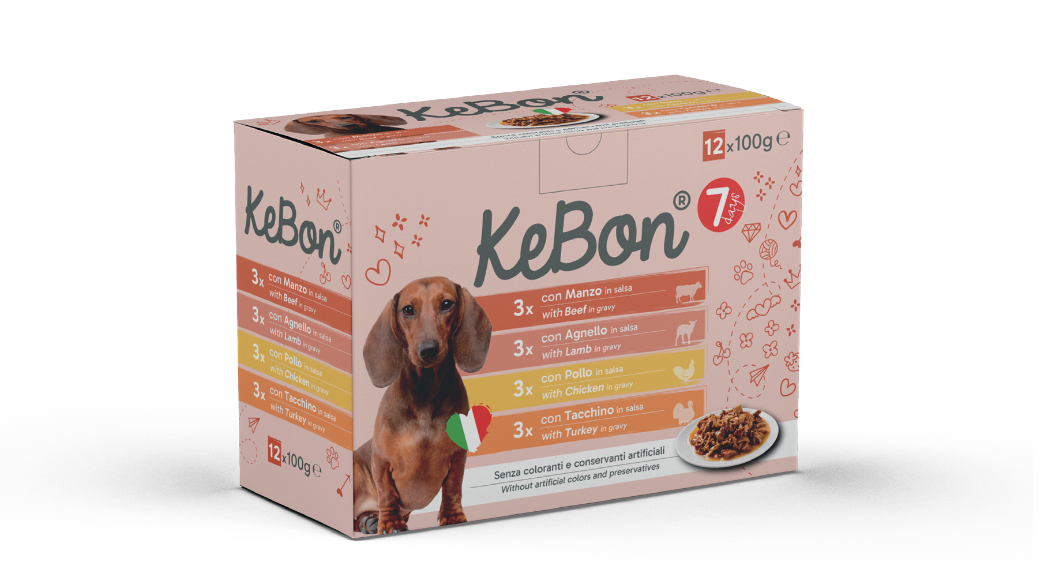 KeBon
12x100g e
KeBon®
7
days
3x con Manzo in salsa
with Beef in gravy
3x con Agnello in salsa
with Lamb in gravy
3x con Pollo in salsa
with Chicken in gravy
3x con Tacchino in salsa
with Turkey in gravy
Senza coloranti e conservanti artificiali
Without artificial colors and preservatives
12x100g e
KeBon®
3x con Manzo in salsa
with Beef in gravy
3x con Agnello in salsa
with Lamb in gravy
3x con Pollo in salsa
with Chicken in gravy
3x con Tacchino in salsa
with Turkey in gravy
12x100g e